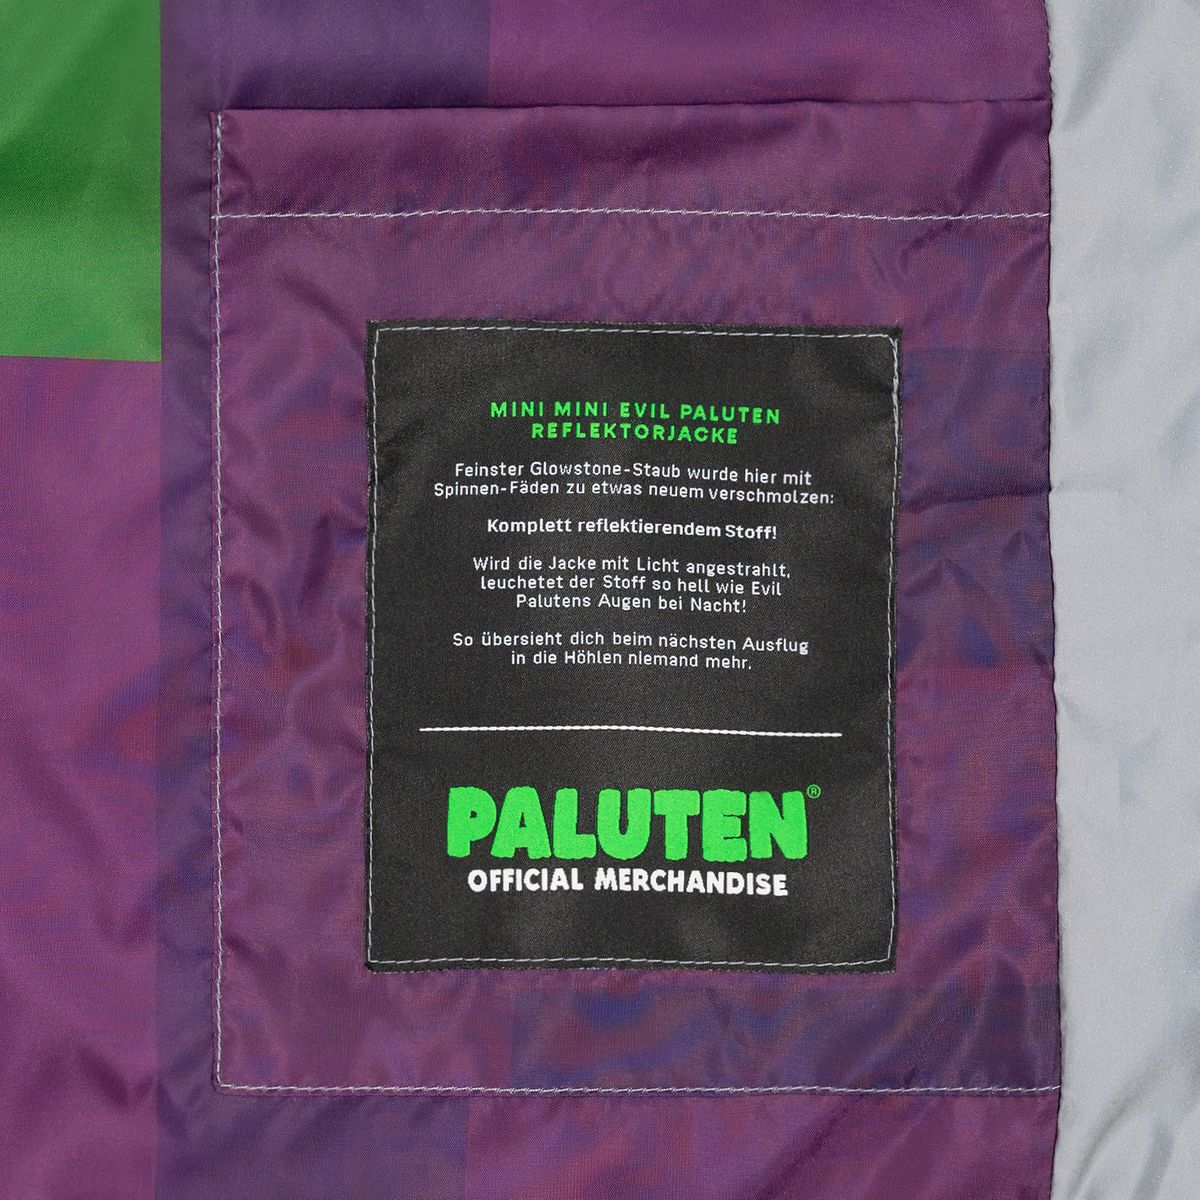 MINI MINI EVIL PALUTEN
REFLEKTORJACKE
Feinster Glowstone-Staub wurde hier mit
Spinnen-Fäden zu etwas neuem verschmolzen:
Komplett reflektierendem Stoff!
Wird die Jacke mit Licht angestrahlt,
leuchetet der Stoff so hell wie Evil
Palutens Augen bei Nacht!
So übersieht dich beim nächsten Ausflug
in die Höhlen niemand mehr.
PALUTEN®
OFFICIAL MERCHANDISE